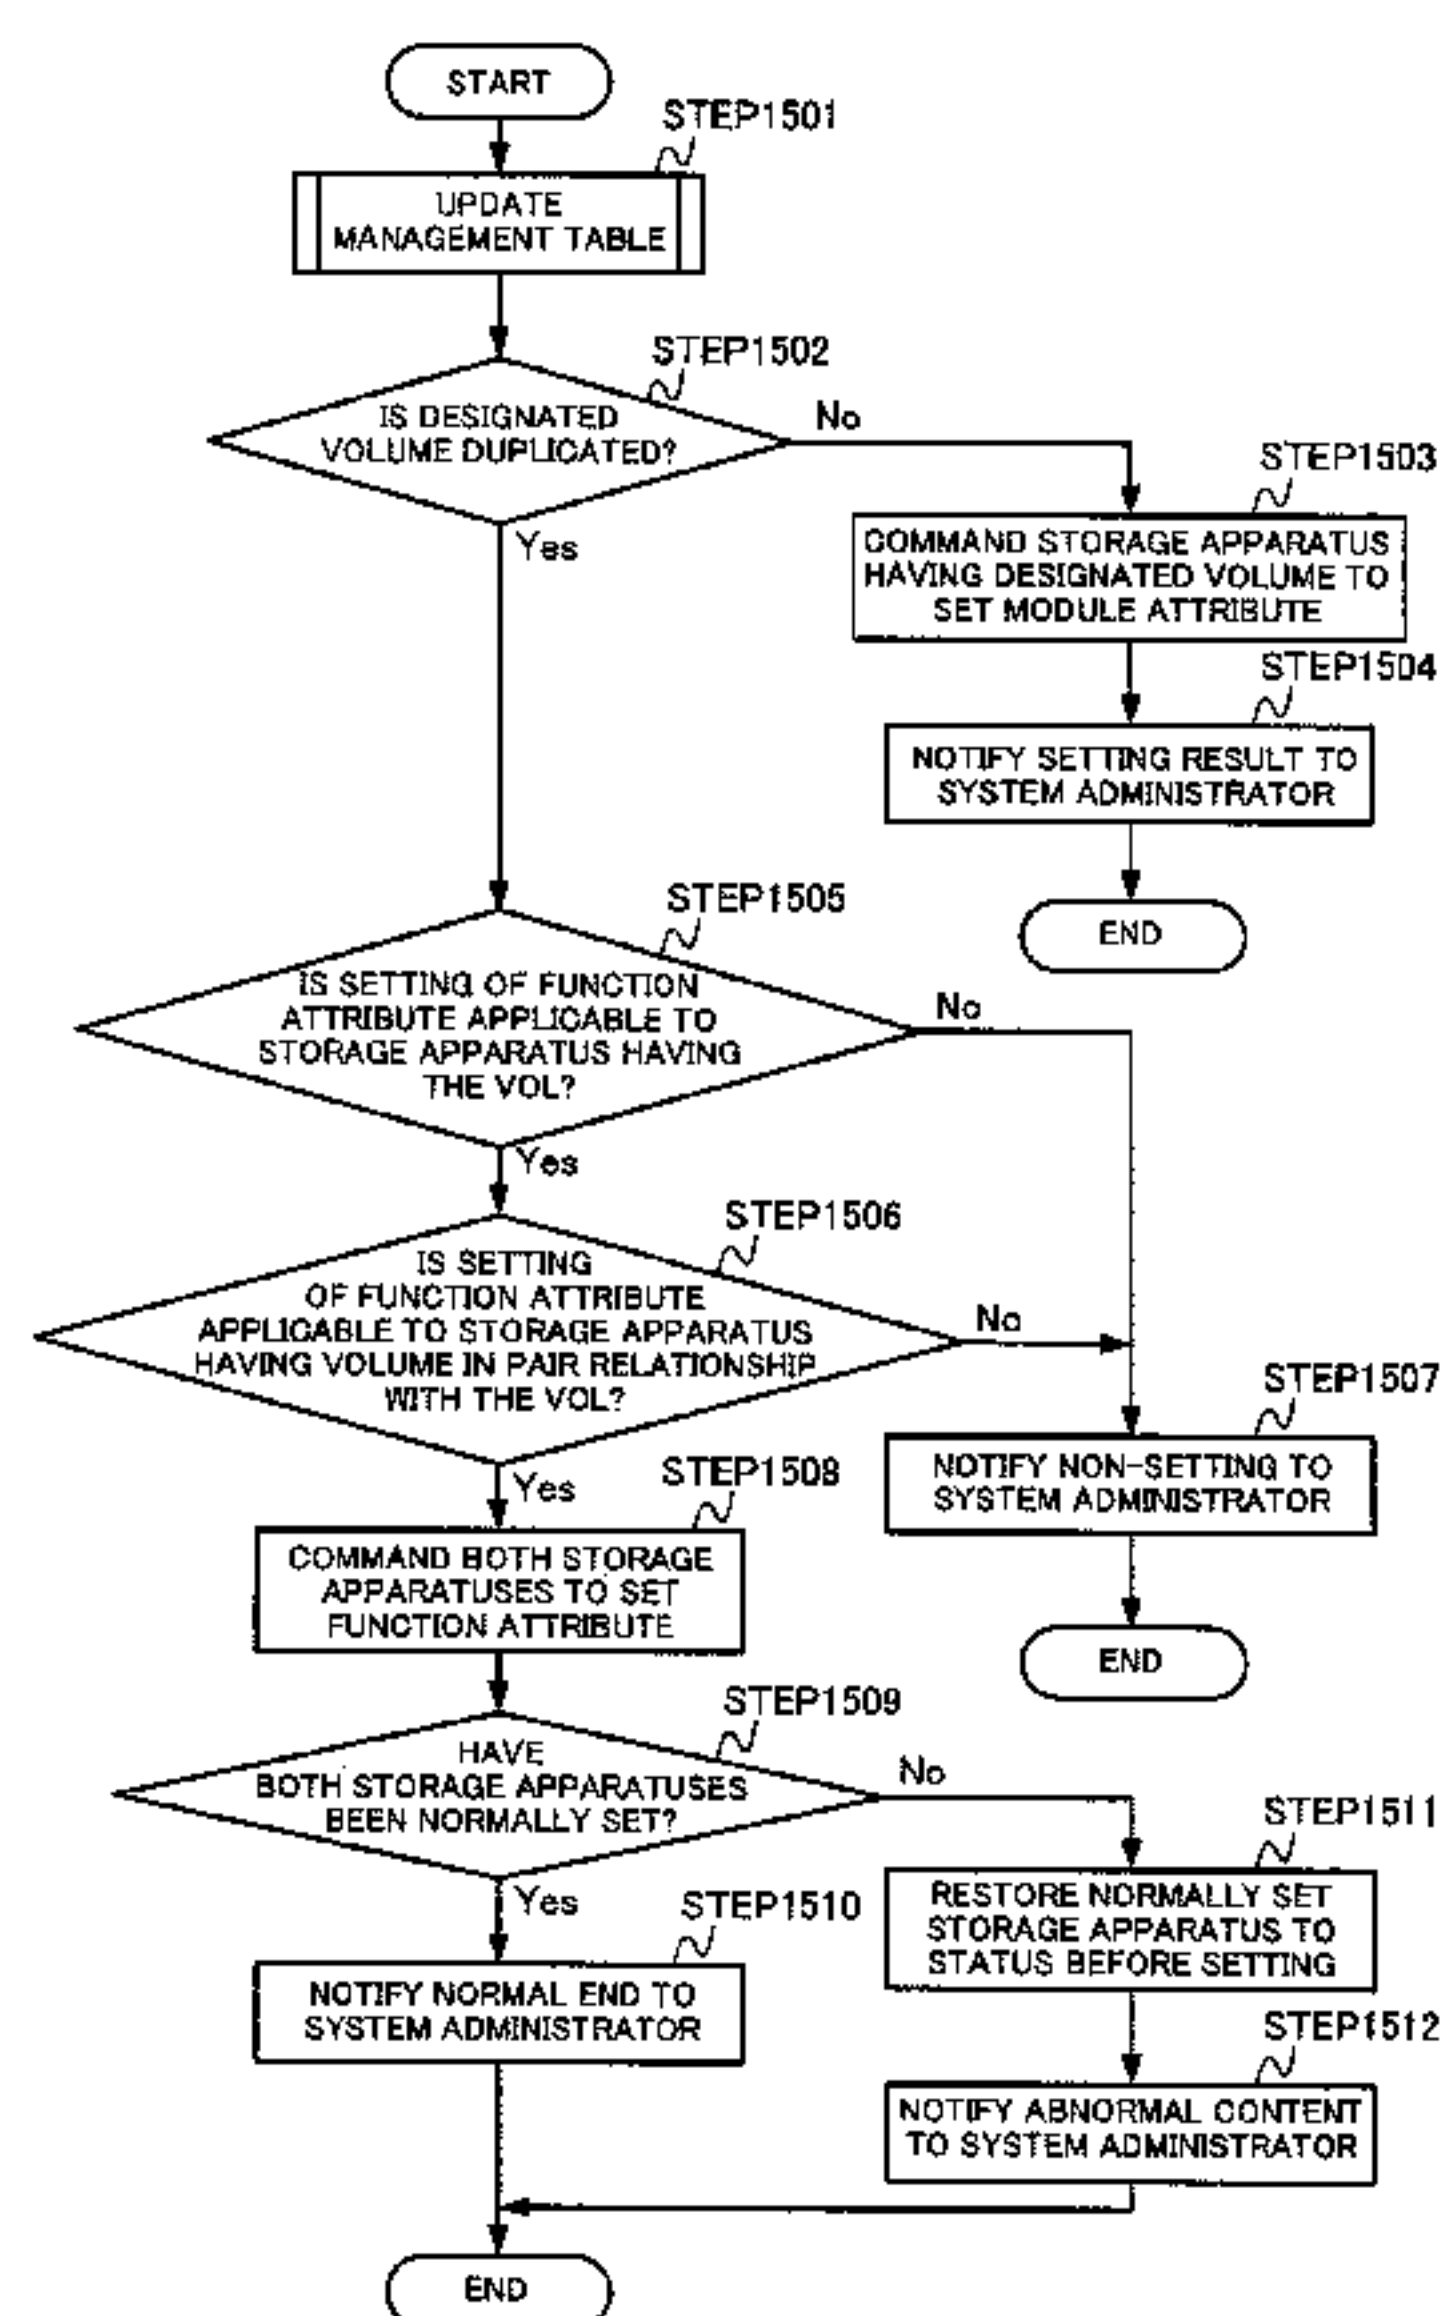 START
STEP1501
UPDATE
MANAGEMENT TABLE
STEP1502
IS DESIGNATED
VOLUME DUPLICATED?
No
Yes
STEP1503
COMMAND STORAGE APPARATUS
HAVING DESIGNATED VOLUME TO
SET MODULE ATTRIBUTE
STEP1504
NOTIFY SETTING RESULT TO
SYSTEM ADMINISTRATOR
END
STEP1505
IS SETTING OF FUNCTION
ATTRIBUTE APPLICABLE TO
STORAGE APPARATUS HAVING
THE VOL?
No
Yes
STEP1506
IS SETTING
OF FUNCTION ATTRIBUTE
APPLICABLE TO STORAGE APPARATUS
HAVING VOLUME IN PAIR RELATIONSHIP
WITH THE VOL?
No
Yes
STEP1507
NOTIFY NON-SETTING TO
SYSTEM ADMINISTRATOR
END
STEP1508
COMMAND BOTH STORAGE
APPARATUSES TO SET
FUNCTION ATTRIBUTE
STEP1509
HAVE
BOTH STORAGE APPARATUSES
BEEN NORMALLY SET?
No
Yes
STEP1510
NOTIFY NORMAL END TO
SYSTEM ADMINISTRATOR
STEP1511
RESTORE NORMALLY SET
STORAGE APPARATUS TO
STATUS BEFORE SETTING
STEP1512
NOTIFY ABNORMAL CONTENT
TO SYSTEM ADMINISTRATOR
END